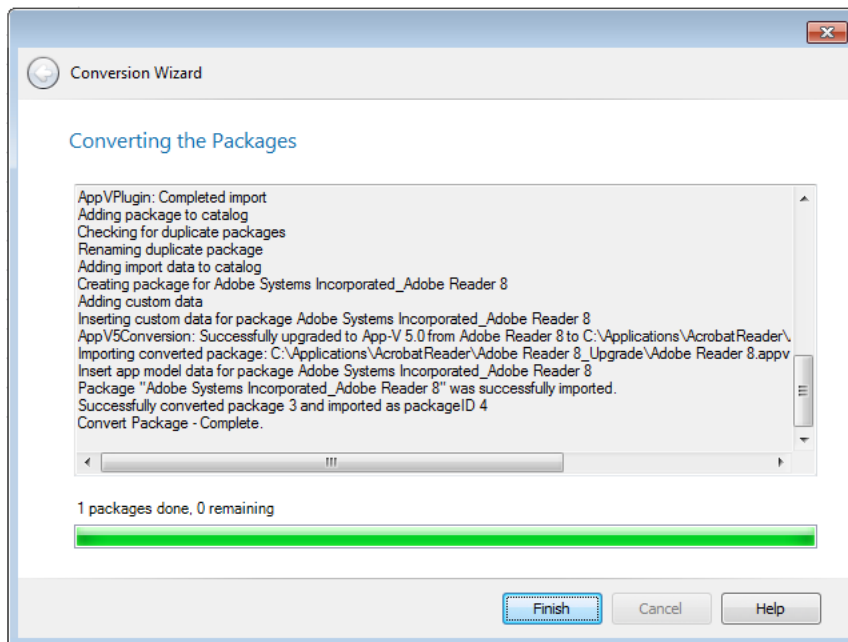 Conversion Wizard
Converting the Packages
AppVPlugin: Completed import
Adding package to catalog
Checking for duplicate packages
Renaming duplicate package
Adding import data to catalog
Creating package for Adobe Systems Incorporated_Adobe Reader 8
Adding custom data
Inserting custom data for package Adobe Systems Incorporated_Adobe Reader 8
AppV5Conversion: Successfully upgraded to App-V 5.0 from Adobe Reader 8 to C:\Applications\AcrobatReader\
Importing converted package: C:\Applications\AcrobatReader\Adobe Reader 8_Upgrade\Adobe Reader 8.appv
Insert app model data for package Adobe Systems Incorporated_Adobe Reader 8
Package "Adobe Systems Incorporated_Adobe Reader 8" was successfully imported.
Successfully converted package 3 and imported as packageID 4
Convert Package - Complete.
1 packages done, 0 remaining
Finish
Cancel
Help